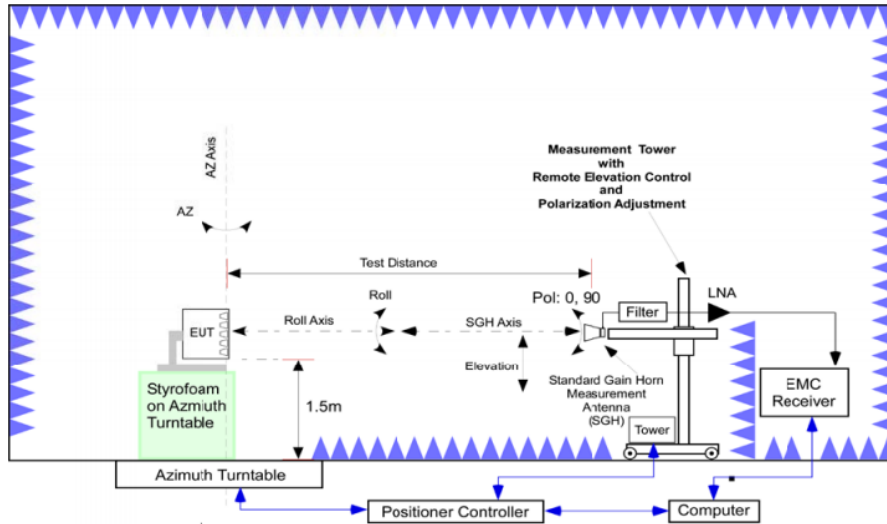 AZ Axis
AZ
Measurement Tower
with
Remote Elevation Control
and
Polarization Adjustment
Test Distance
Roll
Pol: 0, 90
Filter
LNA
EUT
Roll Axis
SGH Axis
Elevation
Styrofoam
on Azmiuth
Turntable
1.5m
Standard Gain Horn
Measurement
Antenna
(SGH)
EMC
Receiver
Tower
Azimuth Turntable
Positioner Controller
Computer